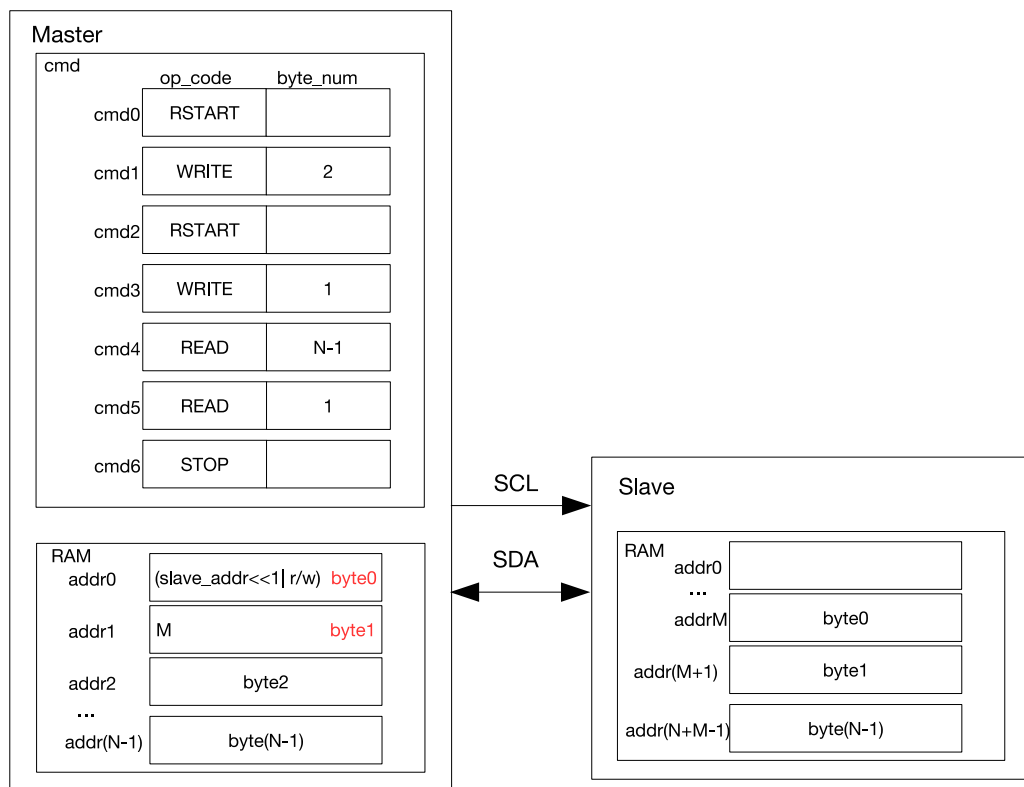 Master
cmd
op_code byte_num
cmd0 RSTART
cmd1 WRITE 2
cmd2 RSTART
cmd3 WRITE 1
cmd4 READ N-1
cmd5 READ 1
cmd6 STOP
RAM
addr0 (slave_addr<<1| r/w) byte0
addr1 M byte1
addr2 byte2
...
addr(N-1) byte(N-1)
SCL
SDA
Slave
RAM
addr0
...
addrM byte0
addr(M+1) byte1
addr(N+M-1) byte(N-1)